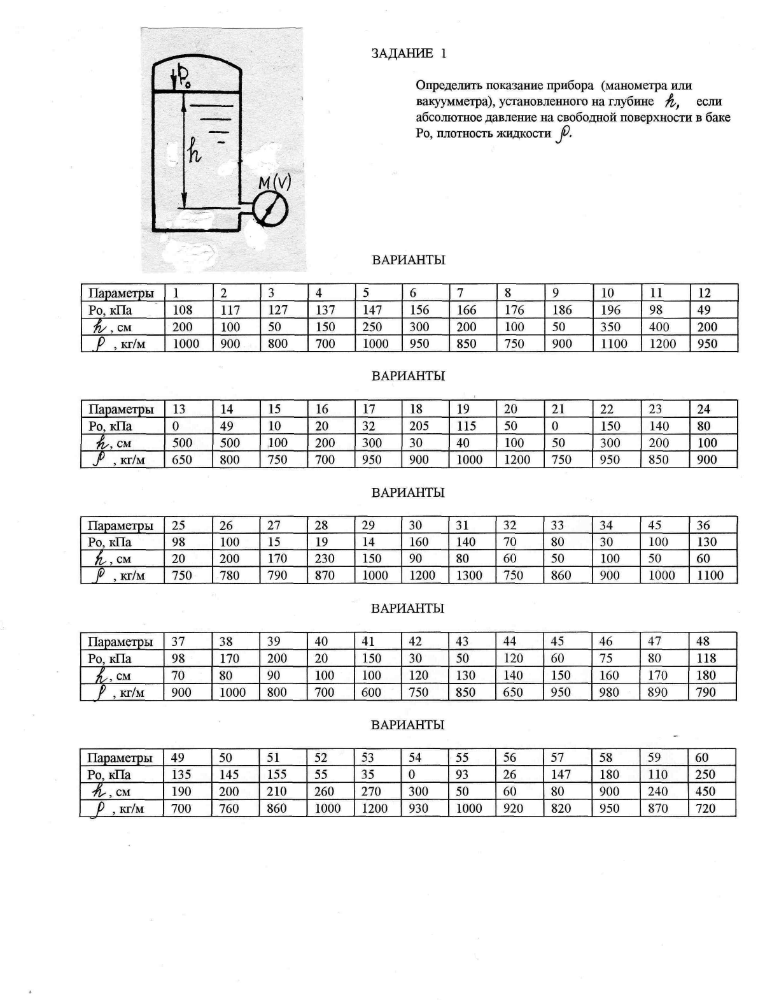 ЗАДАНИЕ 1
Определить показание прибора (манометра или
вакуумметра), установленного на глубине h, если
абсолютное давление на свободной поверхности в баке
Ро, плотность жидкости ρ.
p₀
h
М(V)
ВАРИАНТЫ
Параметры 1 2 3 4 5 6 7 8 9 10 11 12
Ро, кПа 108 117 127 137 147 156 166 176 186 196 98 49
h, см 200 100 50 150 250 300 200 100 50 350 400 200
ρ , кг/м 1000 900 800 700 1000 950 850 750 900 1100 1200 950
ВАРИАНТЫ
Параметры 13 14 15 16 17 18 19 20 21 22 23 24
Ро, кПа 0 49 10 20 32 205 115 50 0 150 140 80
h, см 500 500 100 200 300 30 40 100 50 300 200 100
ρ , кг/м 650 800 750 700 950 900 1000 1200 750 950 850 900
ВАРИАНТЫ
Параметры 25 26 27 28 29 30 31 32 33 34 45 36
Ро, кПа 98 100 15 19 14 160 140 70 80 30 100 130
h, см 20 200 170 230 150 90 80 60 50 100 50 60
ρ , кг/м 750 780 790 870 1000 1200 1300 750 860 900 1000 1100
ВАРИАНТЫ
Параметры 37 38 39 40 41 42 43 44 45 46 47 48
Ро, кПа 98 170 200 20 150 30 50 120 60 75 80 118
h, см 70 80 90 100 100 120 130 140 150 160 170 180
ρ , кг/м 900 1000 800 700 600 750 850 650 950 980 890 790
ВАРИАНТЫ
Параметры 49 50 51 52 53 54 55 56 57 58 59 60
Ро, кПа 135 145 155 55 35 0 93 26 147 180 110 250
h, см 190 200 210 260 270 300 50 60 80 900 240 450
ρ , кг/м 700 760 860 1000 1200 930 1000 920 820 950 870 720